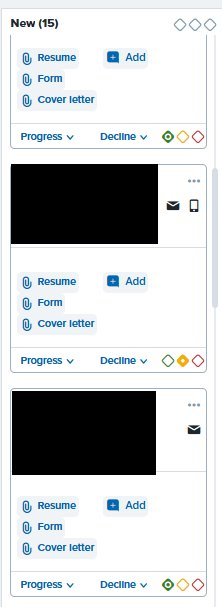 New (15)
Resume Add
Form
Cover letter
Progress Decline
Resume Add
Form
Cover letter
Progress Decline
Resume Add
Form
Cover letter
Progress Decline